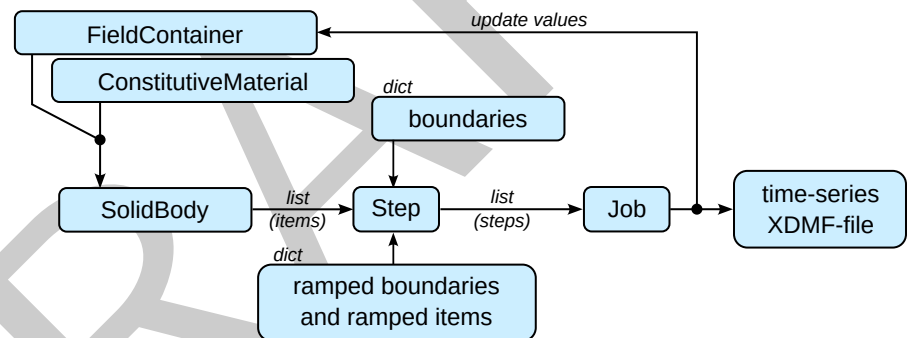 update values
FieldContainer
ConstitutiveMaterial
dict
boundaries
SolidBody
list
(items)
Step
list
(steps)
Job
time-series
XDMF-file
dict
ramped boundaries
and ramped items